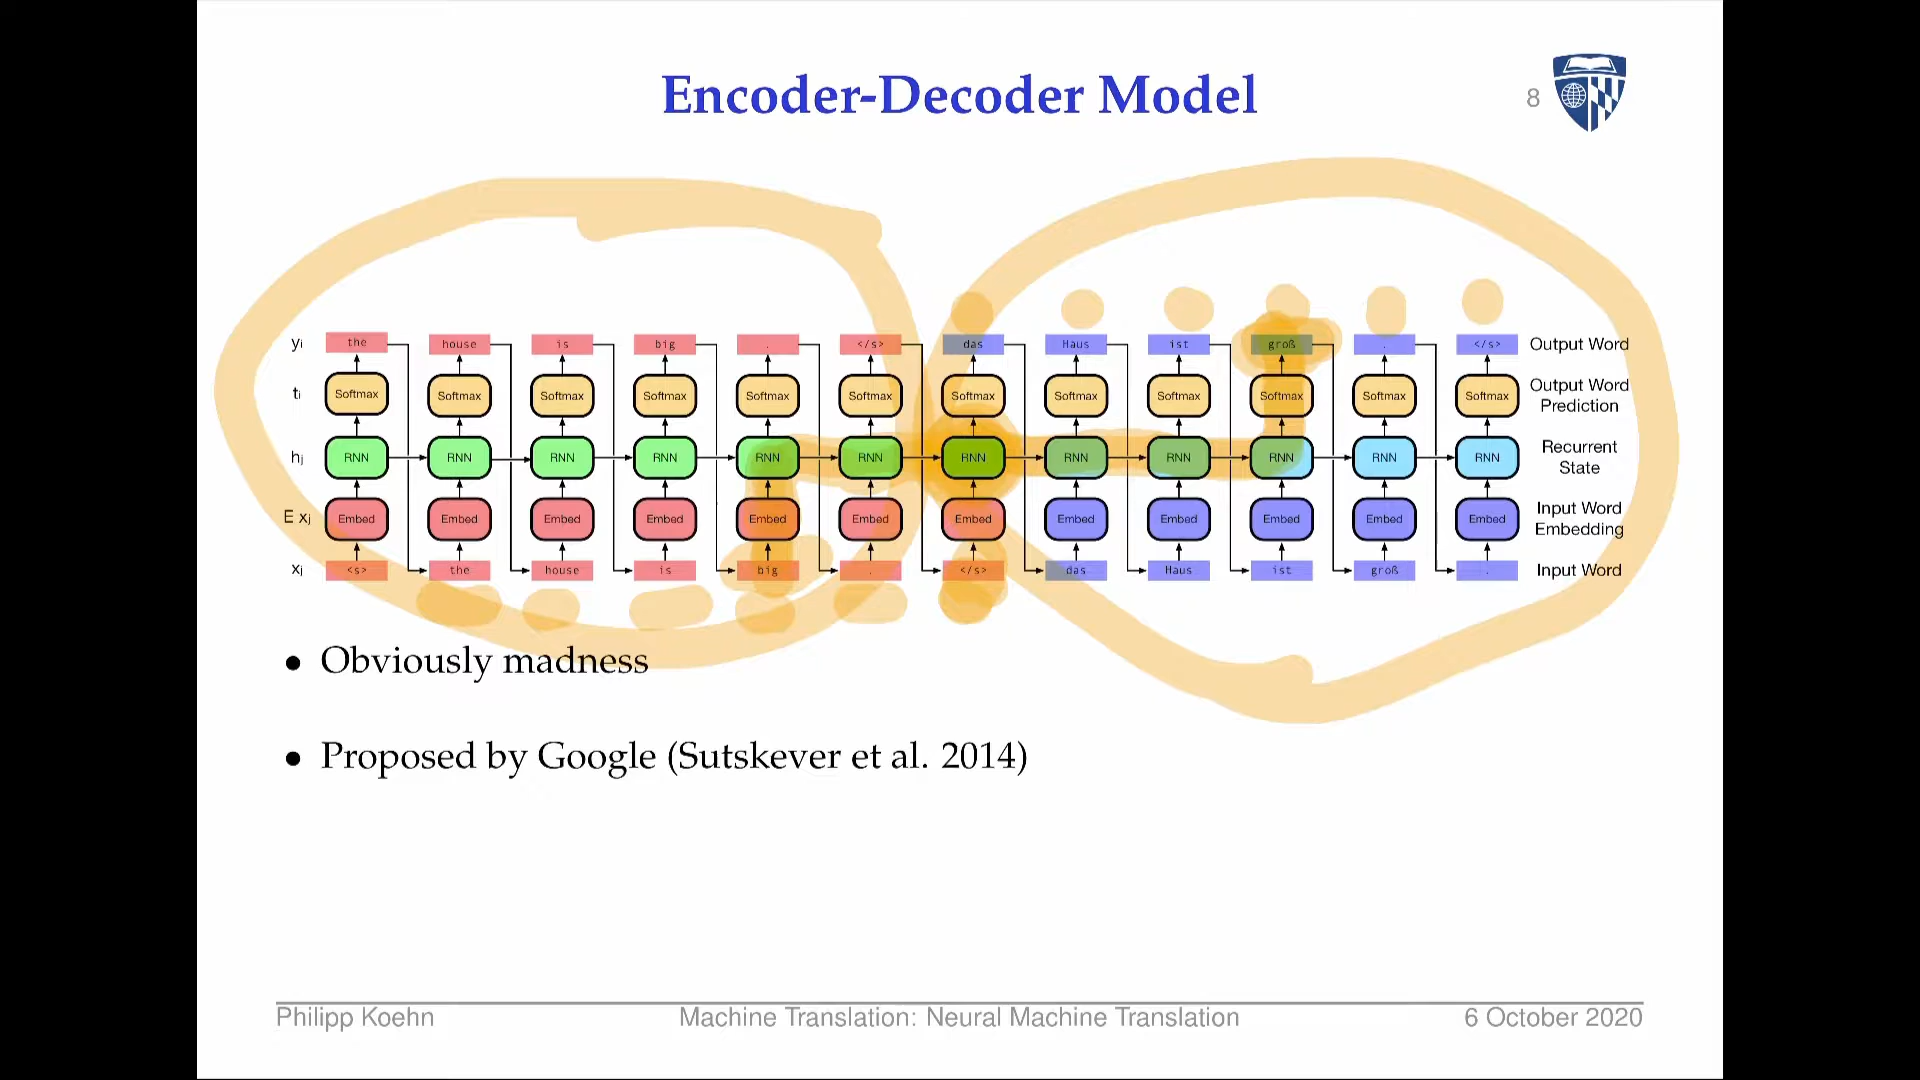 Encoder-Decoder Model
8
yi the house is big . </s> das Haus ist groß . </s> Output Word
ti Softmax Softmax Softmax Softmax Softmax Softmax Softmax Softmax Softmax Softmax Softmax Softmax Output Word Prediction
hj RNN RNN RNN RNN RNN RNN RNN RNN RNN RNN RNN RNN Recurrent State
E xj Embed Embed Embed Embed Embed Embed Embed Embed Embed Embed Embed Embed Input Word Embedding
xj <s> the house is big . </s> das Haus ist groß . Input Word
• Obviously madness
• Proposed by Google (Sutskever et al. 2014)
Philipp Koehn Machine Translation: Neural Machine Translation 6 October 2020